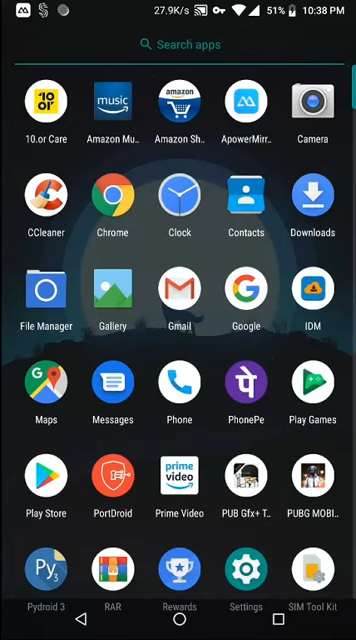 27.9K/s 51% 10:38 PM
Search apps
10.or Care Amazon Mu.. Amazon Sh.. ApowerMirr.. Camera
CCleaner Chrome Clock Contacts Downloads
File Manager Gallery Gmail Google IDM
Maps Messages Phone PhonePe Play Games
Play Store PortDroid Prime Video PUB Gfx+ T.. PUBG MOBI..
Pydroid 3 RAR Rewards Settings SIM Tool Kit